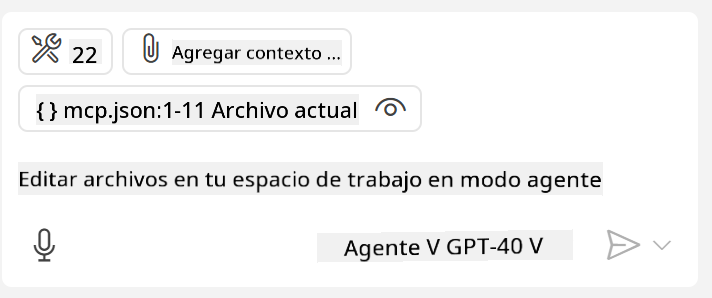 22 Agregar contexto ...
{} mcp.json:1-11 Archivo actual
Editar archivos en tu espacio de trabajo en modo agente
Agente V GPT-40 V